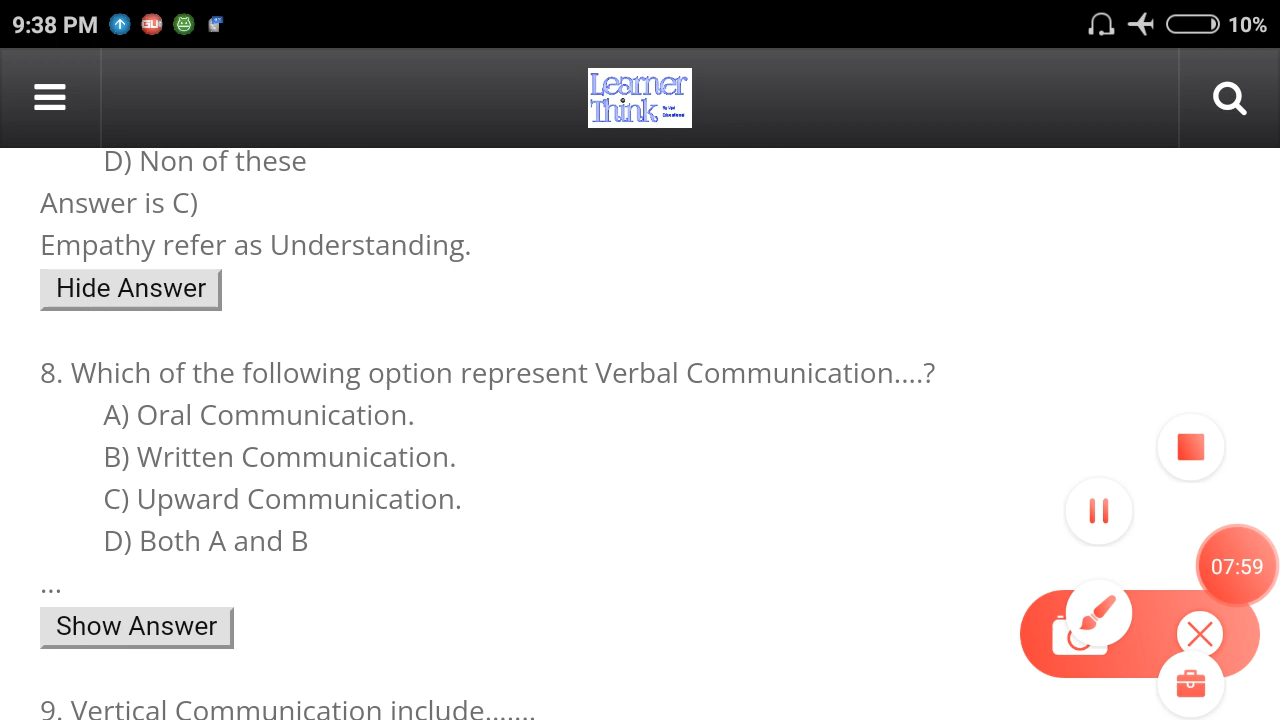 9:38 PM
10%
Learner
Think
D) Non of these
Answer is C)
Empathy refer as Understanding.
Hide Answer
8. Which of the following option represent Verbal Communication....?
A) Oral Communication.
B) Written Communication.
C) Upward Communication.
D) Both A and B
...
Show Answer
07:59
9. Vertical Communication include.......